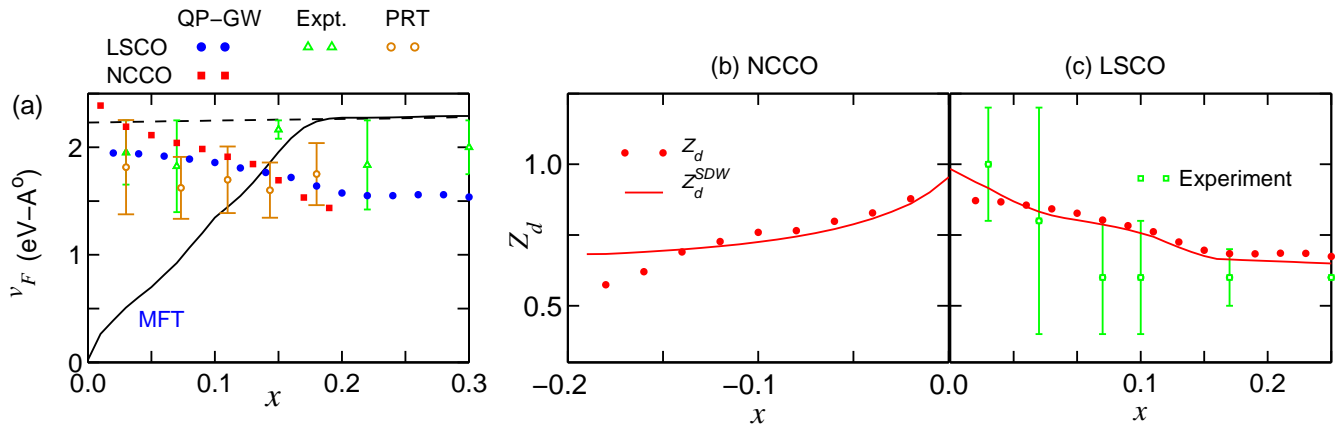 QP−GW Expt. PRT
LSCO
NCCO
(a)
v_F (eV−A^o)
2
1
0
MFT
0.0 0.1 0.2 0.3
x
(b) NCCO
Z_d
Z_d^SDW
Z_d
1.0
0.5
−0.2 −0.1 0.0
x
(c) LSCO
Experiment
0.1 0.2
x